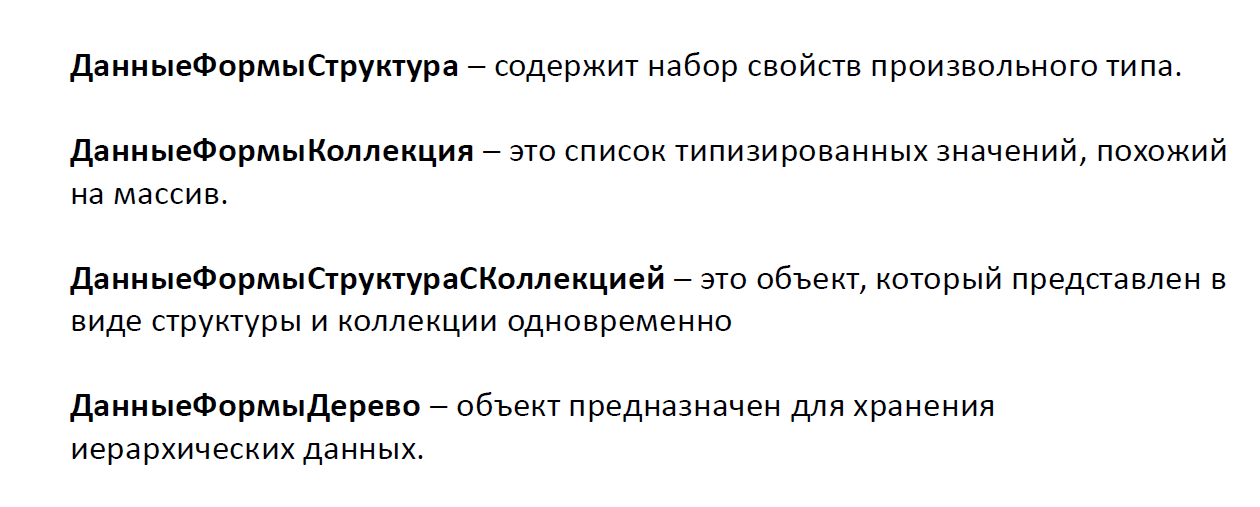 ДанныеФормыСтруктура – содержит набор свойств произвольного типа.
ДанныеФормыКоллекция – это список типизированных значений, похожий
на массив.
ДанныеФормыСтруктураСКоллекцией – это объект, который представлен в
виде структуры и коллекции одновременно
ДанныеФормыДерево – объект предназначен для хранения
иерархических данных.